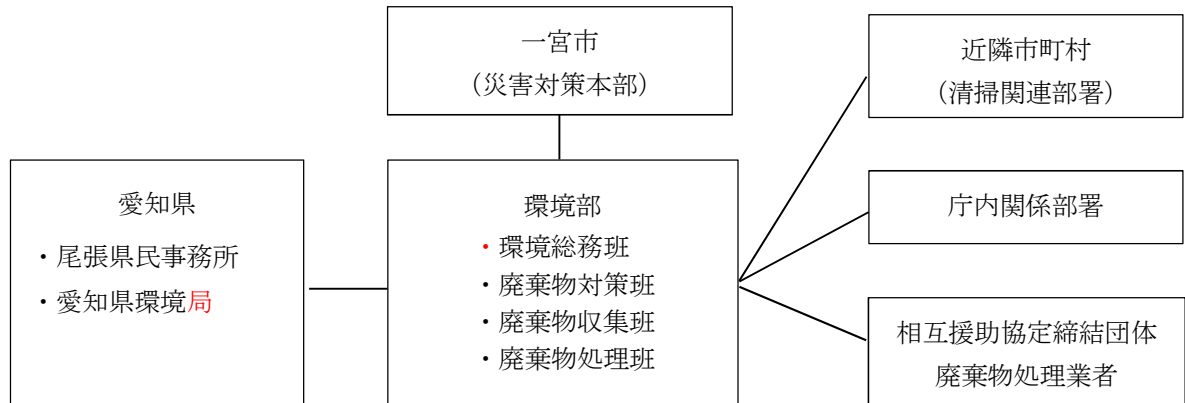 一宮市
（災害対策本部）
近隣市町村
（清掃関連部署）
愛知県
・尾張県民事務所
・愛知県環境局
環境部
・環境総務班
・廃棄物対策班
・廃棄物収集班
・廃棄物処理班
庁内関係部署
相互援助協定締結団体
廃棄物処理業者